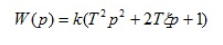 W(p) = k(T²p² + 2Tξp + 1)